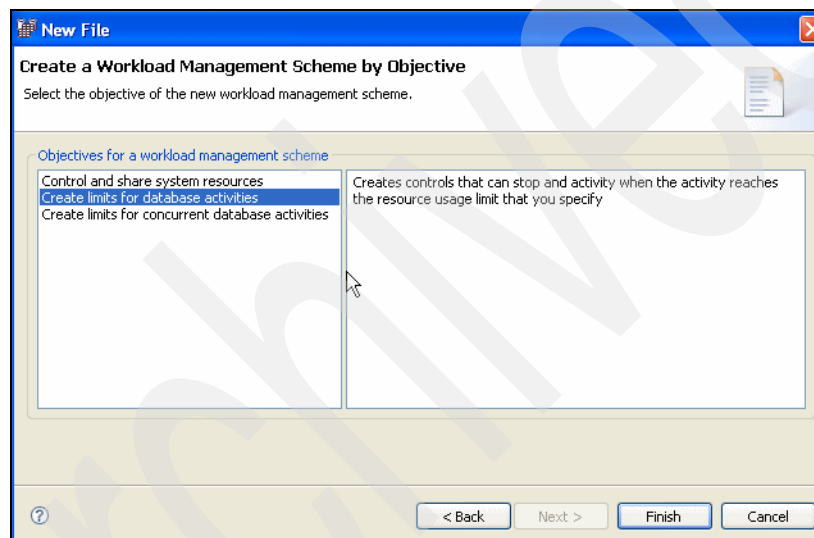 New File
Create a Workload Management Scheme by Objective
Select the objective of the new workload management scheme.
Objectives for a workload management scheme
Control and share system resources
Create limits for database activities
Create limits for concurrent database activities
Creates controls that can stop and activity when the activity reaches
the resource usage limit that you specify
?
< Back
Next >
Finish
Cancel